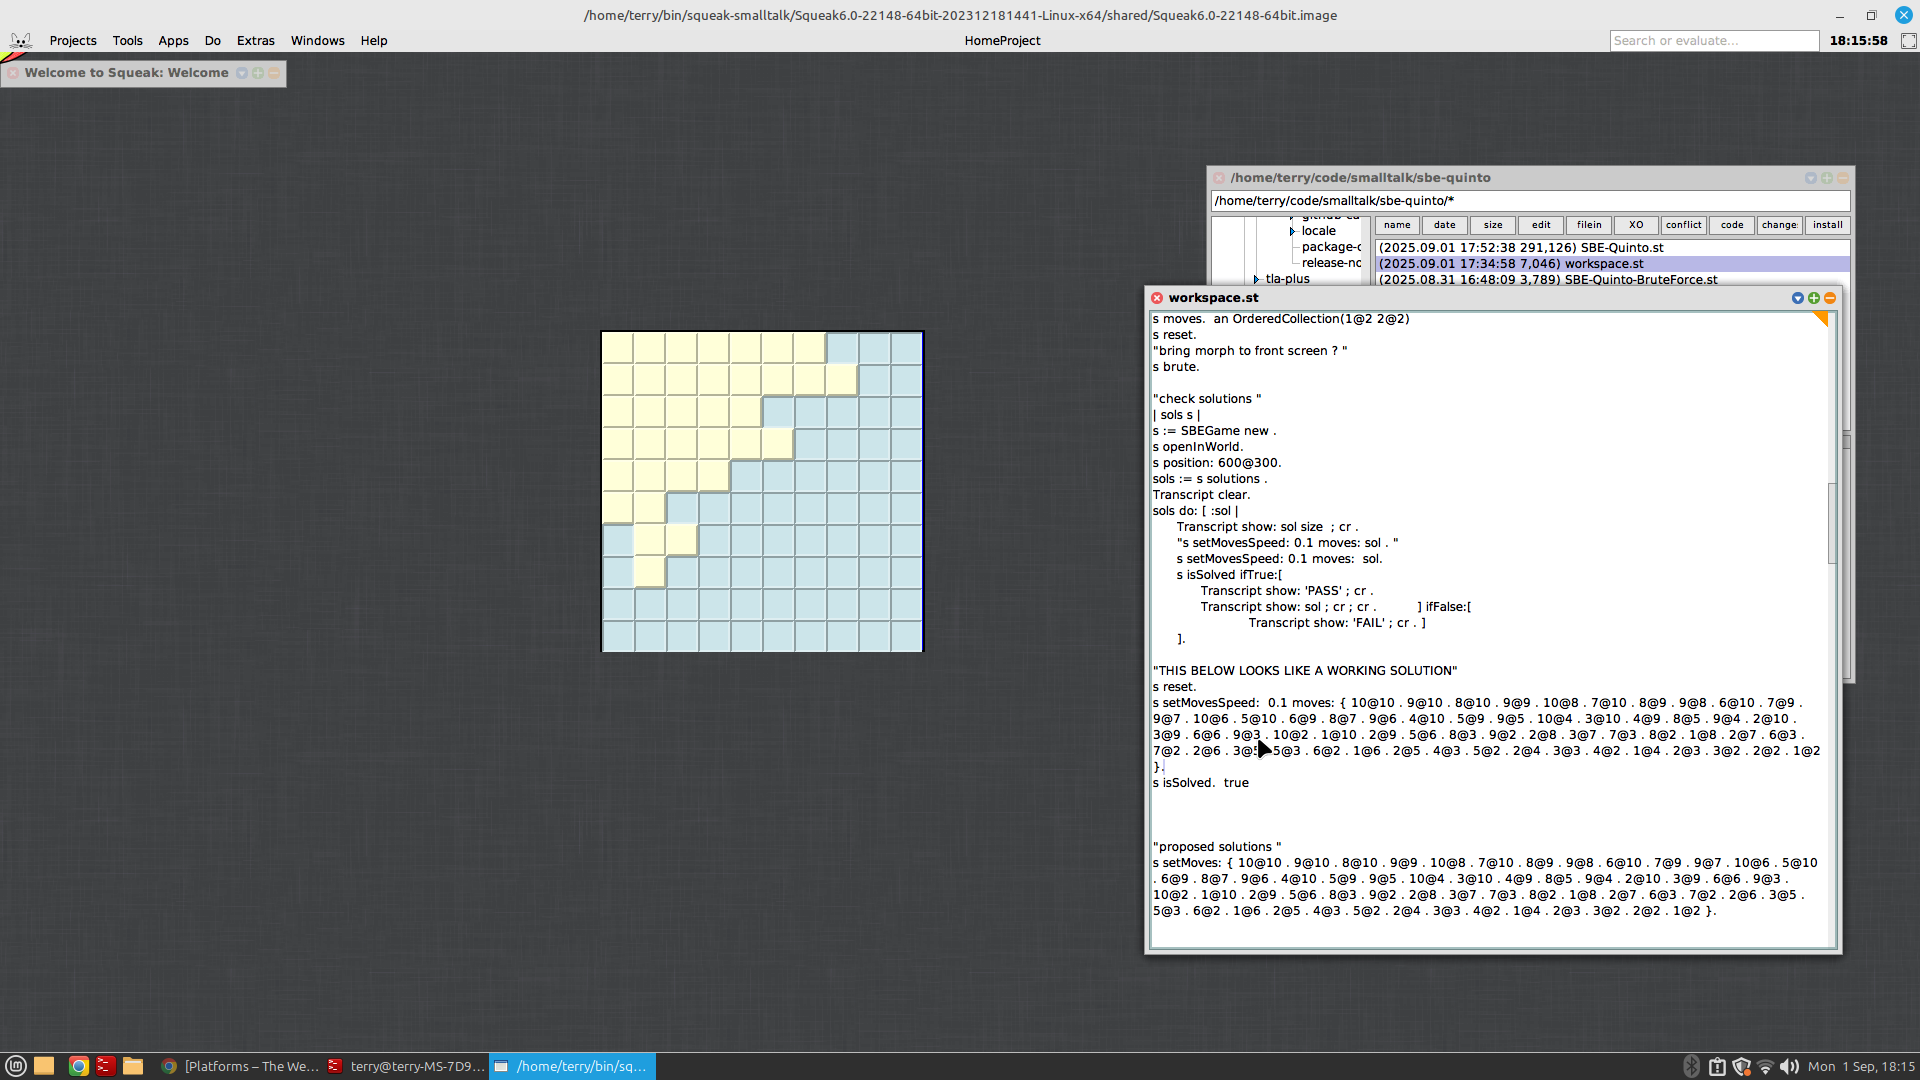 /home/terry/bin/squeak-smalltalk/Squeak6.0-22148-64bit-202312181441-Linux-x64/shared/Squeak6.0-22148-64bit.image
Projects Tools Apps Do Extras Windows Help HomeProject Search or evaluate... 18:15:58
Welcome to Squeak: Welcome
/home/terry/code/smalltalk/sbe-quinto
/home/terry/code/smalltalk/sbe-quinto/*
name date size edit filein XO conflict code change: install
locale
package-c
release-no
tla-plus
(2025.09.01 17:52:38 291,126) SBE-Quinto.st
(2025.09.01 17:34:58 7,046) workspace.st
(2025.08.31 16:48:09 3,789) SBE-Quinto-BruteForce.st
workspace.st
s moves.  an OrderedCollection(1@2 2@2)
s reset.
"bring morph to front screen ? "
s brute.
"check solutions "
| sols s |
s := SBEGame new .
s openInWorld.
s position: 600@300.
sols := s solutions .
Transcript clear.
sols do: [ :sol |
Transcript show: sol size  ; cr .
"s setMovesSpeed: 0.1 moves: sol . "
s setMovesSpeed: 0.1 moves:  sol.
s isSolved ifTrue:[
Transcript show: 'PASS' ; cr .
Transcript show: sol ; cr ; cr . ] ifFalse:[
Transcript show: 'FAIL' ; cr . ]
].
"THIS BELOW LOOKS LIKE A WORKING SOLUTION"
s reset.
s setMovesSpeed:  0.1 moves: { 10@10 . 9@10 . 8@10 . 9@9 . 10@8 . 7@10 . 8@9 . 9@8 . 6@10 . 7@9 .
9@7 . 10@6 . 5@10 . 6@9 . 8@7 . 9@6 . 4@10 . 5@9 . 9@5 . 10@4 . 3@10 . 4@9 . 8@5 . 9@4 . 2@10 .
3@9 . 6@6 . 9@3 . 10@2 . 1@10 . 2@9 . 5@6 . 8@3 . 9@2 . 2@8 . 3@7 . 7@3 . 8@2 . 1@8 . 2@7 . 6@3 .
7@2 . 2@6 . 5@3 . 6@2 . 1@6 . 2@5 . 4@3 . 5@2 . 2@4 . 3@3 . 4@2 . 1@4 . 2@3 . 3@2 . 2@2 . 1@2
}.
s isSolved.  true
"proposed solutions "
s setMoves: { 10@10 . 9@10 . 8@10 . 9@9 . 10@8 . 7@10 . 8@9 . 9@8 . 6@10 . 7@9 . 9@7 . 10@6 . 5@10
. 6@9 . 8@7 . 9@6 . 4@10 . 5@9 . 9@5 . 10@4 . 3@10 . 4@9 . 8@5 . 9@4 . 2@10 . 3@9 . 6@6 . 9@3 .
10@2 . 1@10 . 2@9 . 5@6 . 8@3 . 9@2 . 2@8 . 3@7 . 7@3 . 8@2 . 1@8 . 2@7 . 6@3 . 7@2 . 2@6 . 3@5 .
5@3 . 6@2 . 1@6 . 2@5 . 4@3 . 5@2 . 2@4 . 3@3 . 4@2 . 1@4 . 2@3 . 3@2 . 2@2 . 1@2 }.
[Platforms – The We... terry@terry-MS-7D9... /home/terry/bin/sq... Mon 1 Sep, 18:15